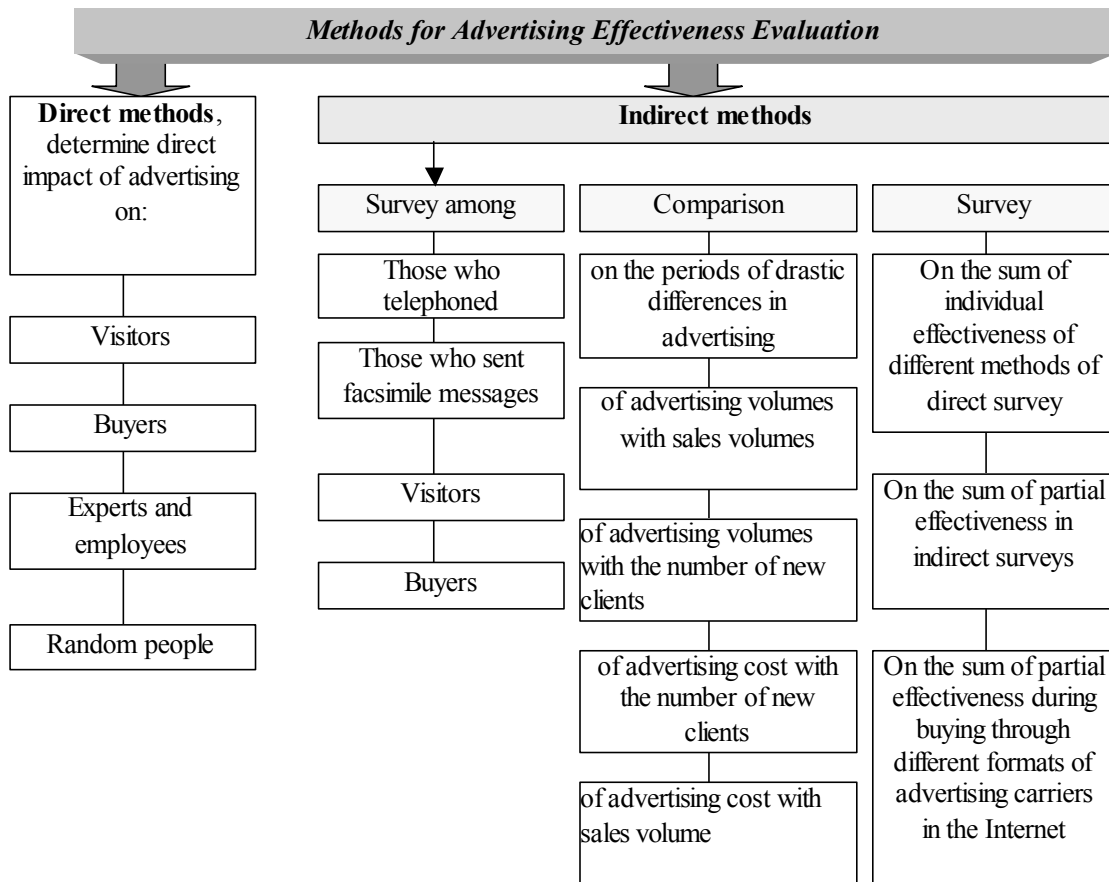 Methods for Advertising Effectiveness Evaluation
Direct methods,
determine direct
impact of advertising
on:
Visitors
Buyers
Experts and
employees
Random people
Indirect methods
Survey among
Those who
telephoned
Those who sent
facsimile messages
Visitors
Buyers
Comparison
on the periods of drastic
differences in
advertising
of advertising volumes
with sales volumes
of advertising volumes
with the number of new
clients
of advertising cost with
the number of new
clients
of advertising cost with
sales volume
Survey
On the sum of
individual
effectiveness of
different methods of
direct survey
On the sum of partial
effectiveness in
indirect surveys
On the sum of partial
effectiveness during
buying through
different formats of
advertising carriers
in the Internet